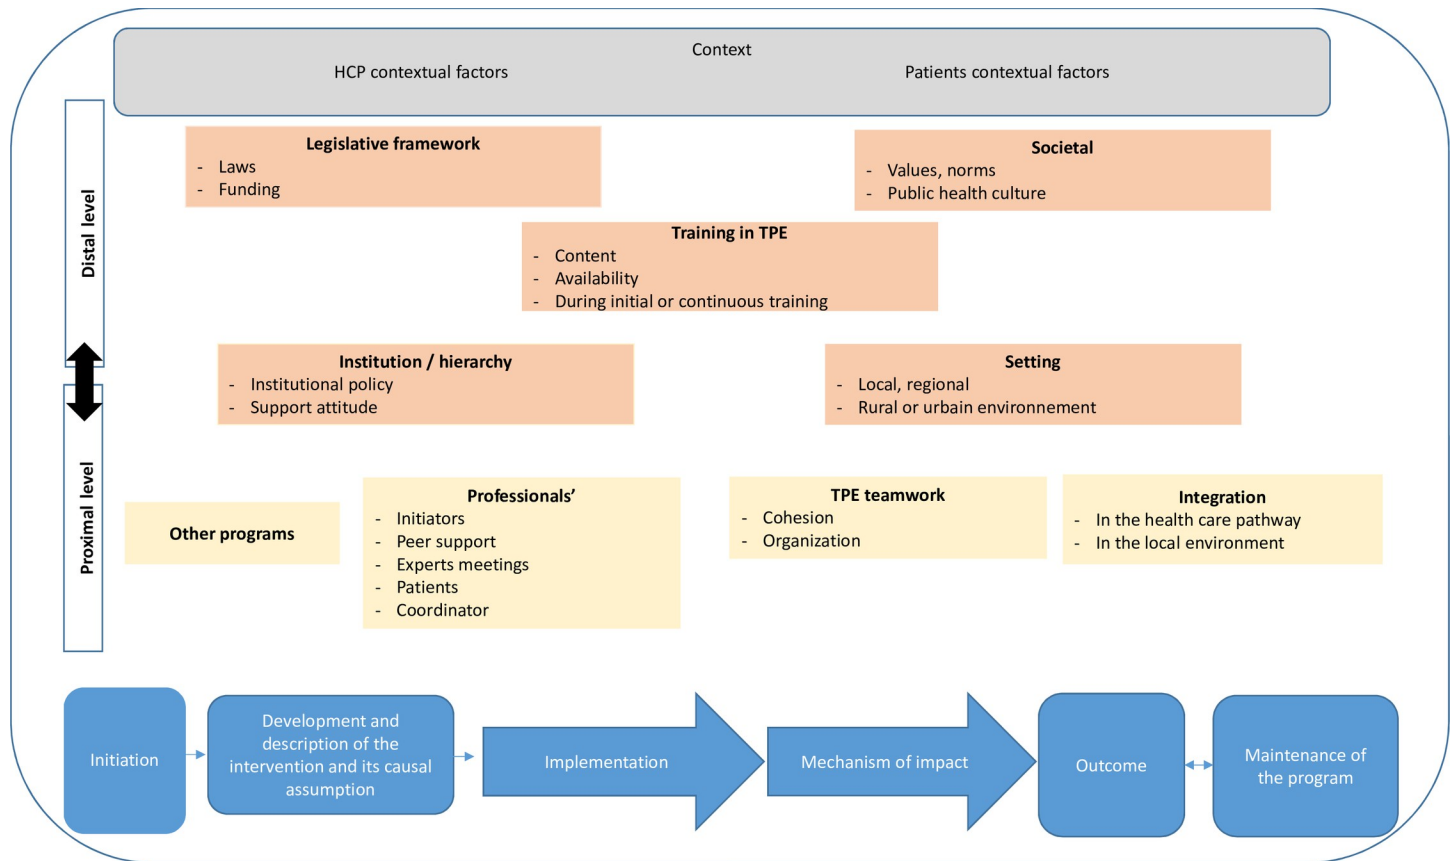 Context
HCP contextual factors
Patients contextual factors
Distal level
Legislative framework
- Laws
- Funding
Societal
- Values, norms
- Public health culture
Training in TPE
- Content
- Availability
- During initial or continuous training
Institution / hierarchy
- Institutional policy
- Support attitude
Setting
- Local, regional
- Rural or urbain environnement
Proximal level
Other programs
Professionals’
- Initiators
- Peer support
- Experts meetings
- Patients
- Coordinator
TPE teamwork
- Cohesion
- Organization
Integration
- In the health care pathway
- In the local environment
Initiation
Development and
description of the
intervention and its causal
assumption
Implementation
Mechanism of impact
Outcome
Maintenance of
the program